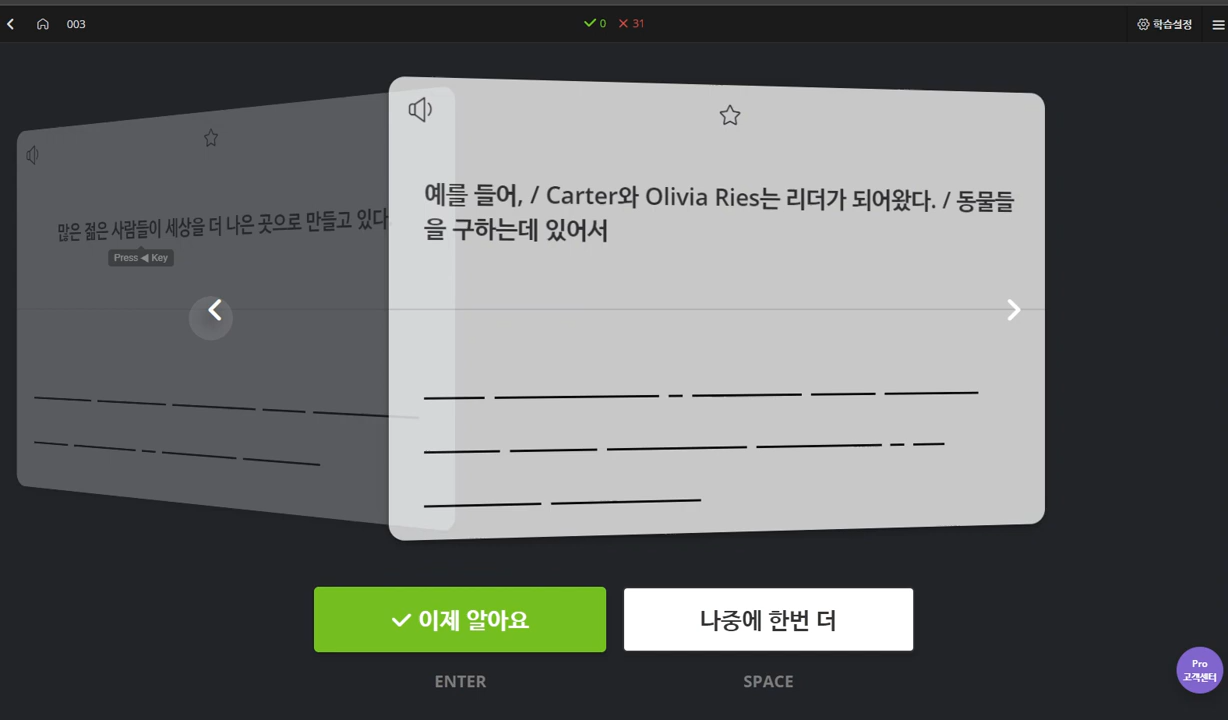 003
0
31
학습설정
많은 젊은 사람들이 세상을 더 나은 곳으로 만들고 있다
Press ◀ Key
예를 들어, / Carter와 Olivia Ries는 리더가 되어왔다. / 동물들
을 구하는데 있어서
이제 알아요
나중에 한번 더
ENTER
SPACE
Pro
고객센터